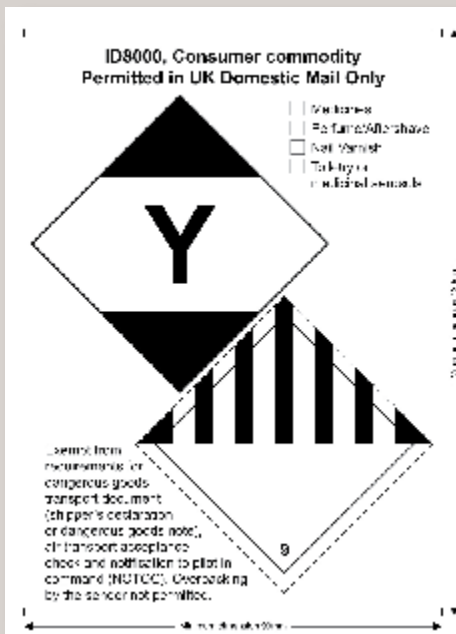 ID8000, Consumer commodity
Permitted in UK Domestic Mail Only
Medicines
Perfume/Aftershave
Nail Varnish
Toiletry or
medicinal aerosols
Y
9
Exempt from
requirements for
dangerous goods
transport document
(shipper's declaration
or dangerous goods note),
air transport acceptance
check and notification to pilot in
command (NOTOC). Overpacking
by the sender not permitted.